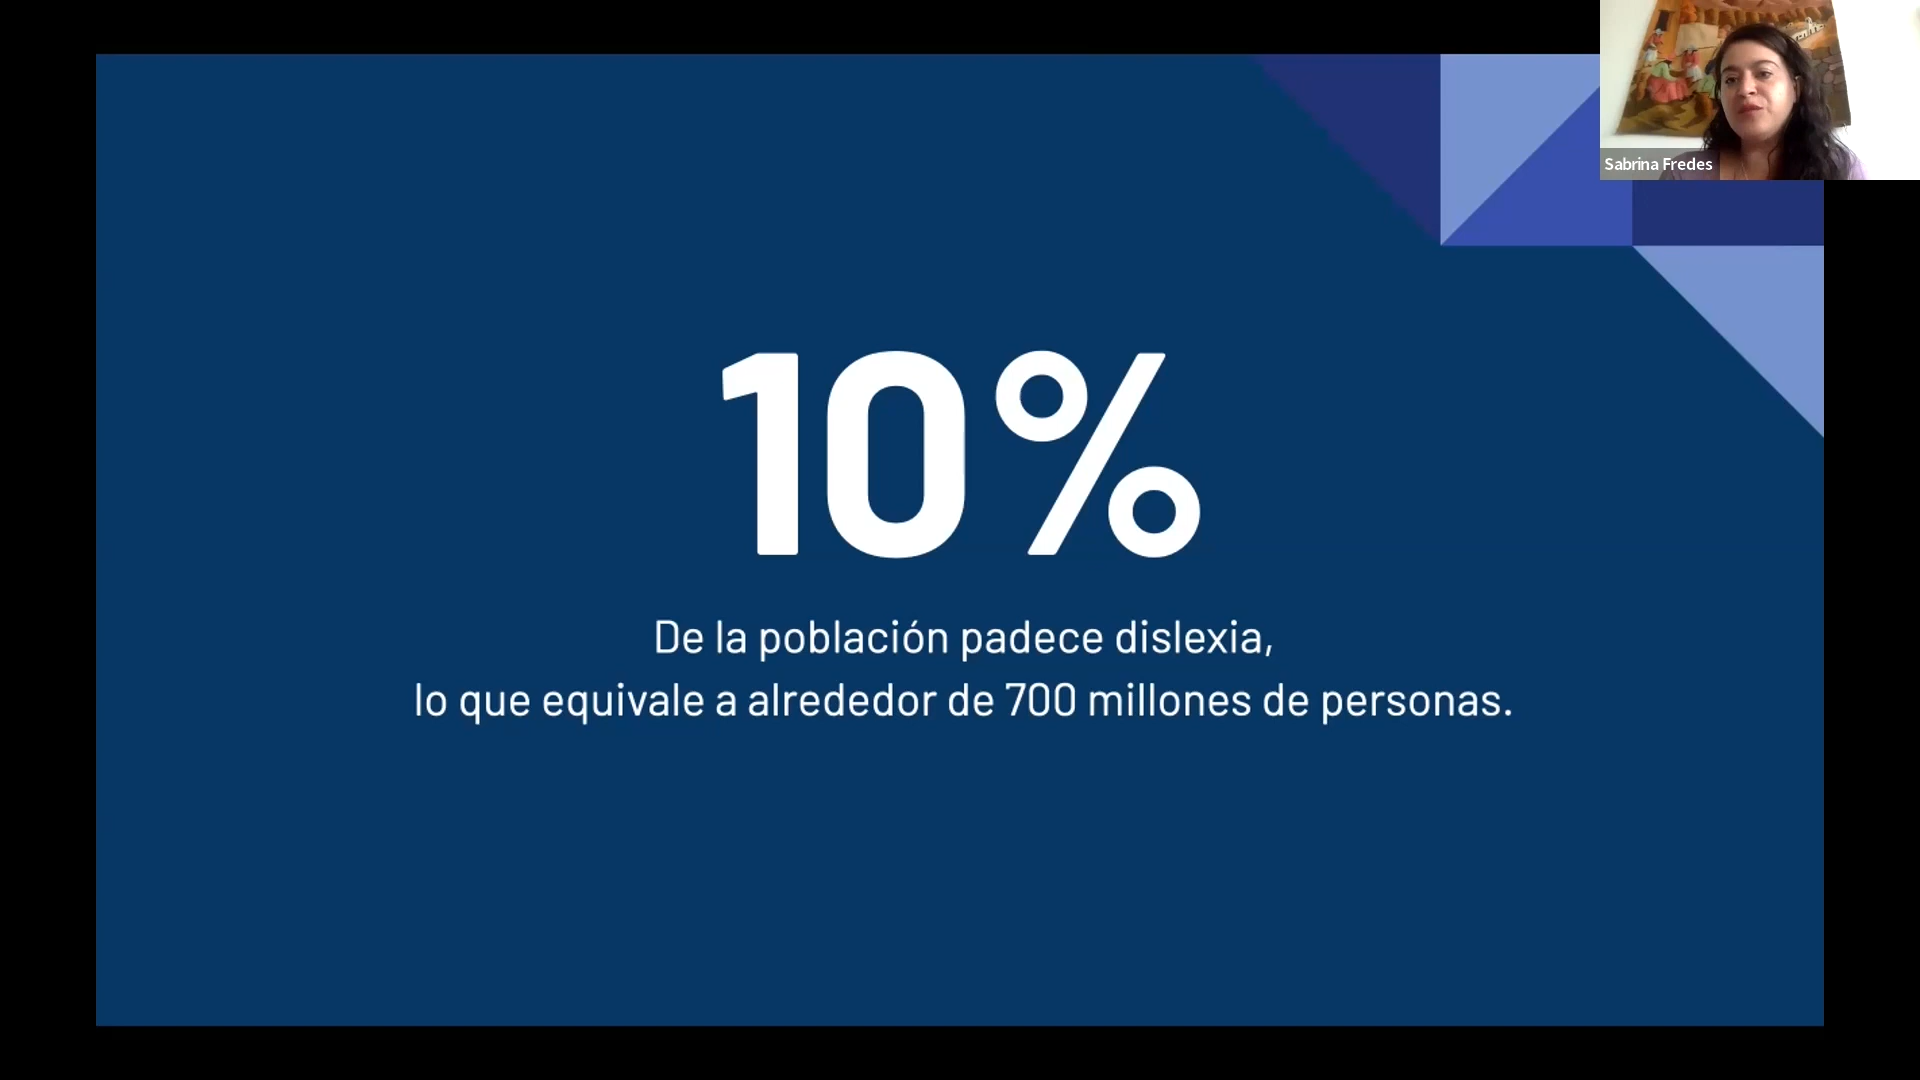 Sabrina Fredes
10%
De la población padece dislexia,
lo que equivale a alrededor de 700 millones de personas.